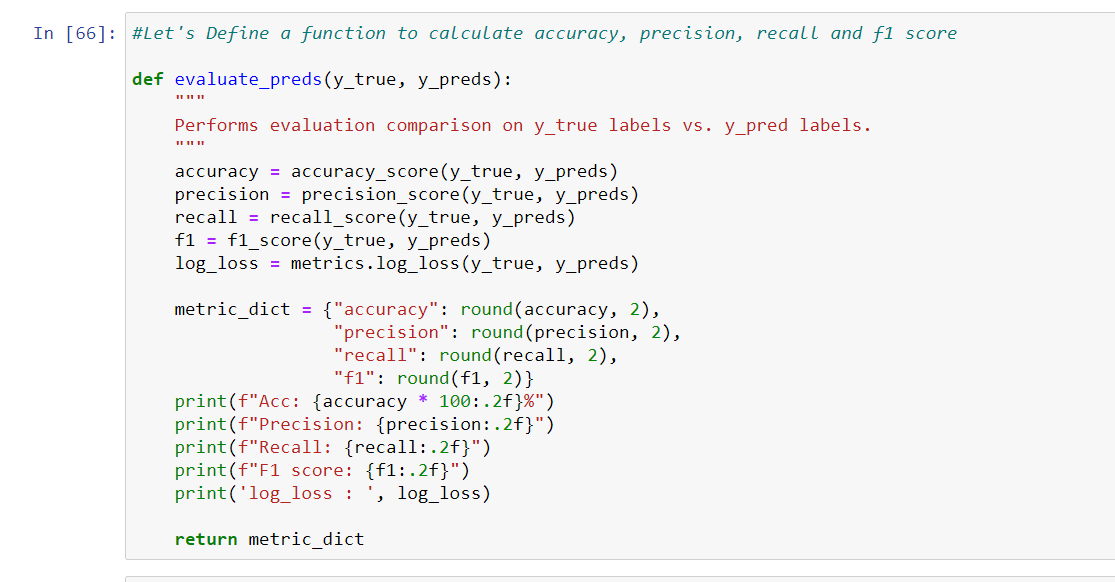 In [66]: #Let's Define a function to calculate accuracy, precision, recall and f1 score
def evaluate_preds(y_true, y_preds):
    """
    Performs evaluation comparison on y_true labels vs. y_pred labels.
    """
    accuracy = accuracy_score(y_true, y_preds)
    precision = precision_score(y_true, y_preds)
    recall = recall_score(y_true, y_preds)
    f1 = f1_score(y_true, y_preds)
    log_loss = metrics.log_loss(y_true, y_preds)

    metric_dict = {"accuracy": round(accuracy, 2),
                   "precision": round(precision, 2),
                   "recall": round(recall, 2),
                   "f1": round(f1, 2)}
    print(f"Acc: {accuracy * 100:.2f}%")
    print(f"Precision: {precision:.2f}")
    print(f"Recall: {recall:.2f}")
    print(f"F1 score: {f1:.2f}")
    print('log_loss : ', log_loss)

    return metric_dict